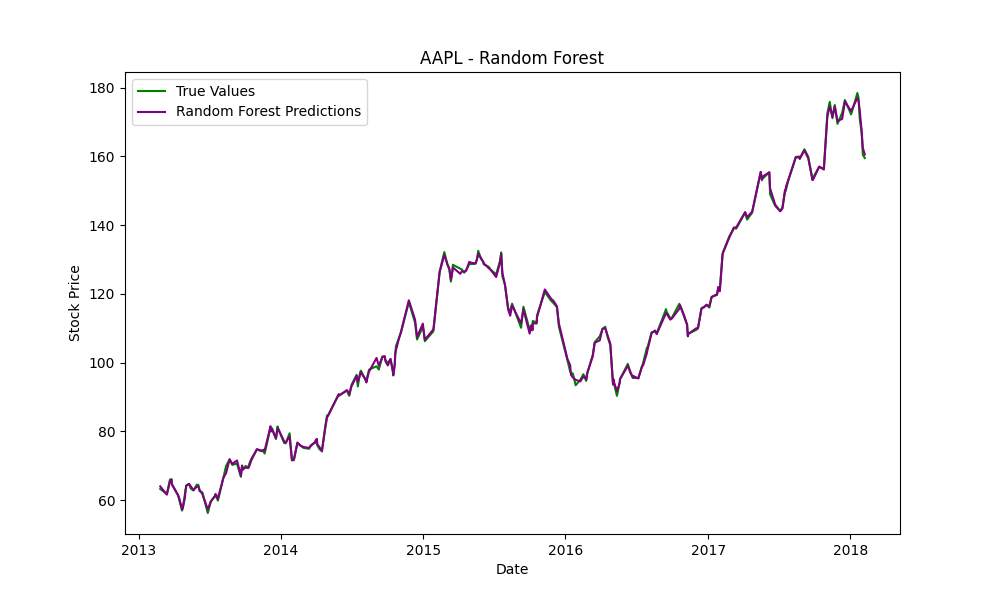 AAPL - Random Forest
True Values
Random Forest Predictions
180
160
140
120
100
80
60
Stock Price
2013 2014 2015 2016 2017 2018
Date